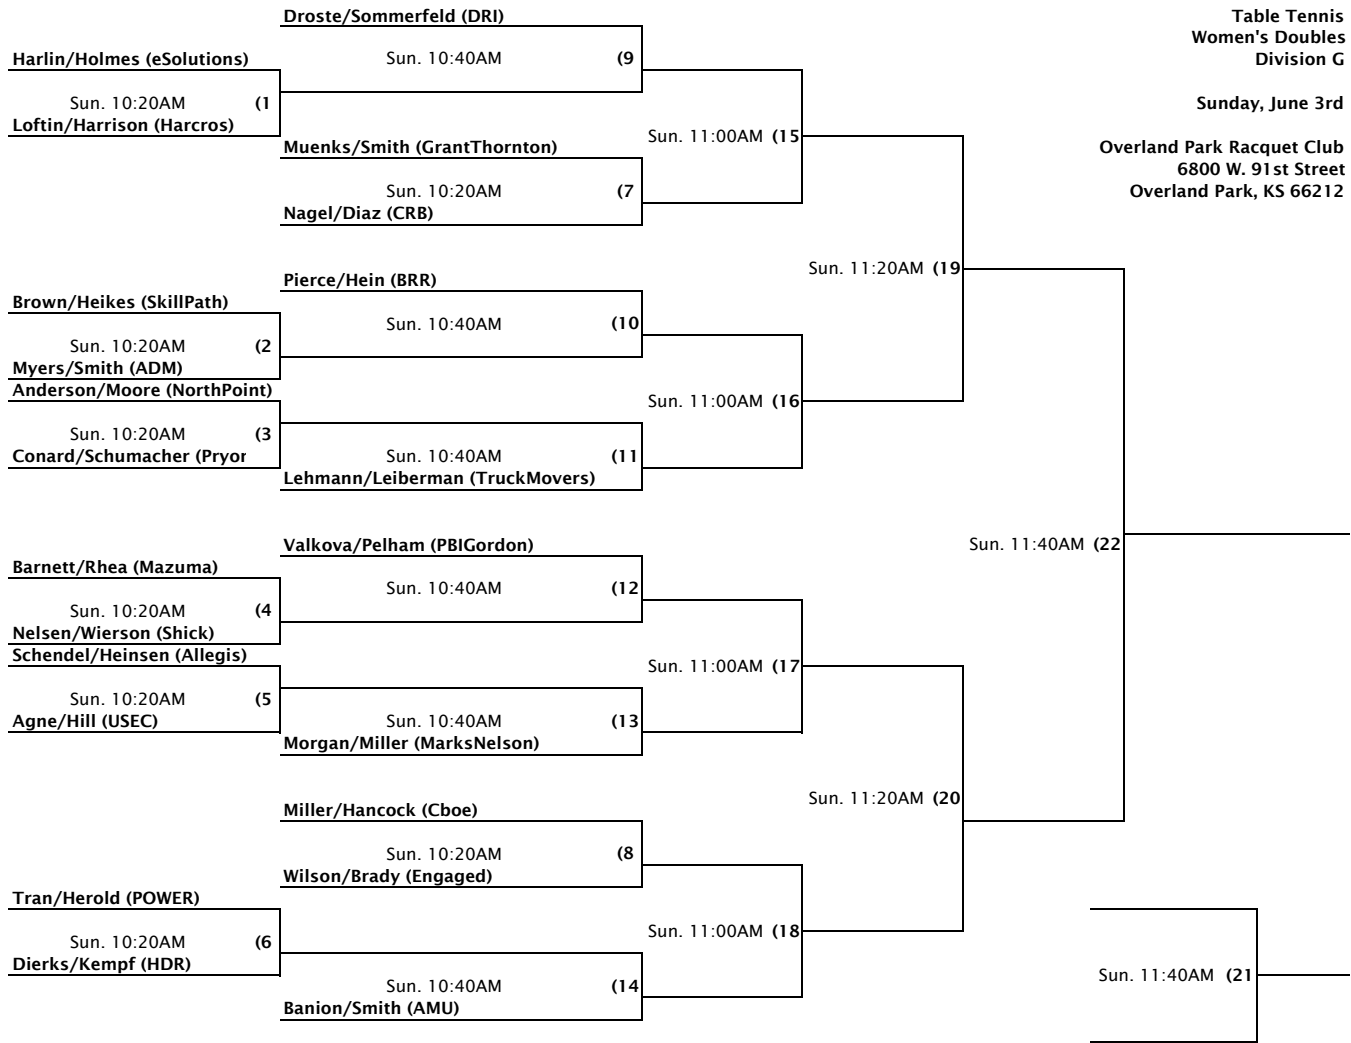 Droste/Sommerfeld (DRI)
Table Tennis
Women's Doubles
Division G
Harlin/Holmes (eSolutions)
Sun. 10:40AM (9
Sun. 10:20AM (1
Sunday, June 3rd
Loftin/Harrison (Harcros)
Sun. 11:00AM (15
Muenks/Smith (GrantThornton)
Overland Park Racquet Club
6800 W. 91st Street
Overland Park, KS 66212
Sun. 10:20AM (7
Nagel/Diaz (CRB)
Sun. 11:20AM (19
Pierce/Hein (BRR)
Brown/Heikes (SkillPath)
Sun. 10:40AM (10
Sun. 10:20AM (2
Myers/Smith (ADM)
Anderson/Moore (NorthPoint)
Sun. 11:00AM (16
Sun. 10:20AM (3
Conard/Schumacher (Pryor
Sun. 10:40AM (11
Lehmann/Leiberman (TruckMovers)
Valkova/Pelham (PBIGordon)
Sun. 11:40AM (22
Barnett/Rhea (Mazuma)
Sun. 10:40AM (12
Sun. 10:20AM (4
Nelsen/Wierson (Shick)
Schendel/Heinsen (Allegis)
Sun. 11:00AM (17
Sun. 10:20AM (5
Agne/Hill (USEC)
Sun. 10:40AM (13
Morgan/Miller (MarksNelson)
Sun. 11:20AM (20
Miller/Hancock (Cboe)
Sun. 10:20AM (8
Wilson/Brady (Engaged)
Tran/Herold (POWER)
Sun. 11:00AM (18
Sun. 10:20AM (6
Dierks/Kempf (HDR)
Sun. 11:40AM (21
Sun. 10:40AM (14
Banion/Smith (AMU)